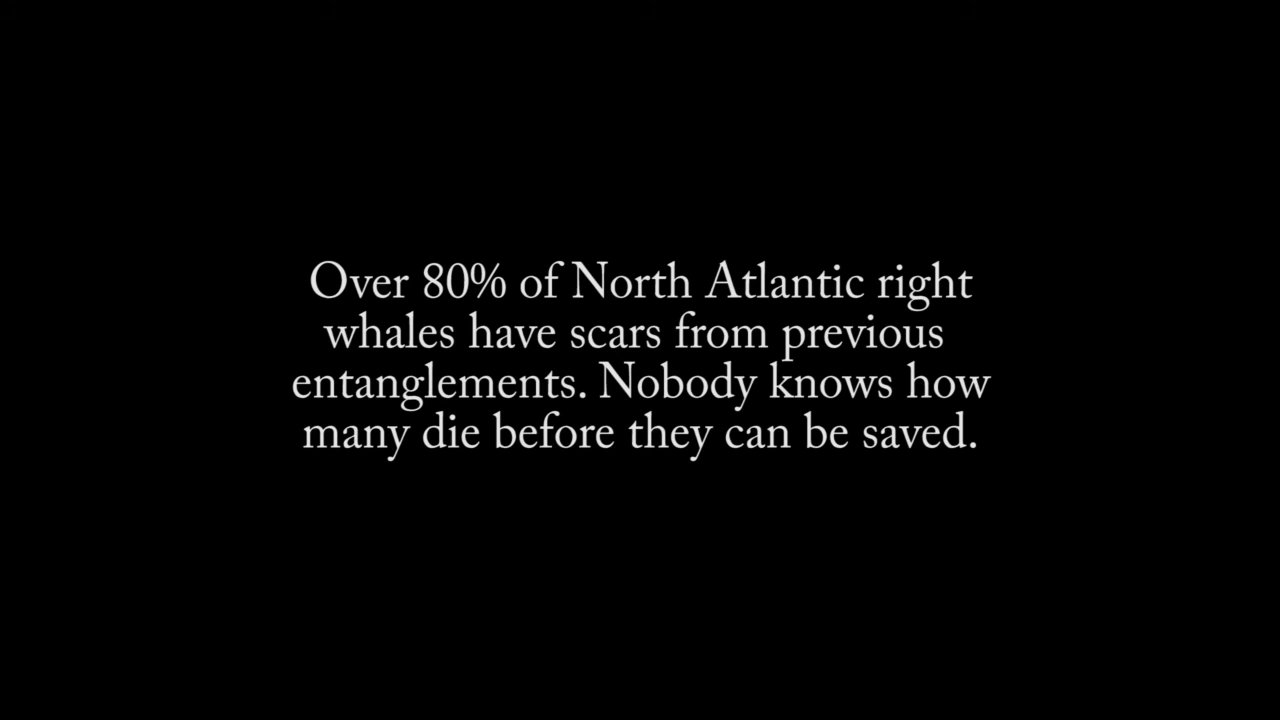 Over 80% of North Atlantic right
whales have scars from previous
entanglements. Nobody knows how
many die before they can be saved.